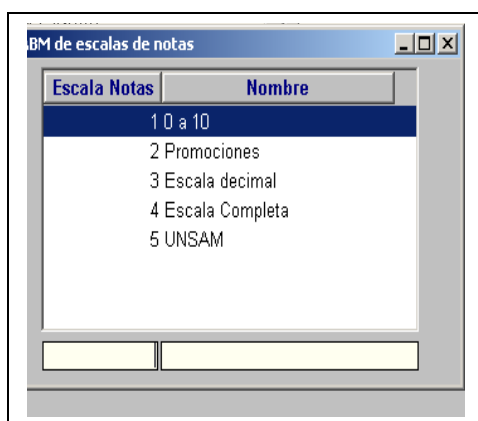 ABM de escalas de notas
Escala Notas Nombre
1 0 a 10
2 Promociones
3 Escala decimal
4 Escala Completa
5 UNSAM